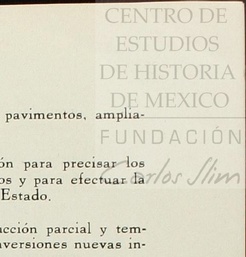 CENTRO DE
ESTUDIOS
DE HISTORIA
DE MEXICO
FUNDACIÓN
Carlos Slim
pavimentos, amplia-
ón para precisar los
os y para efectuar la
Estado.
acción parcial y tem-
nversiones nuevas in-